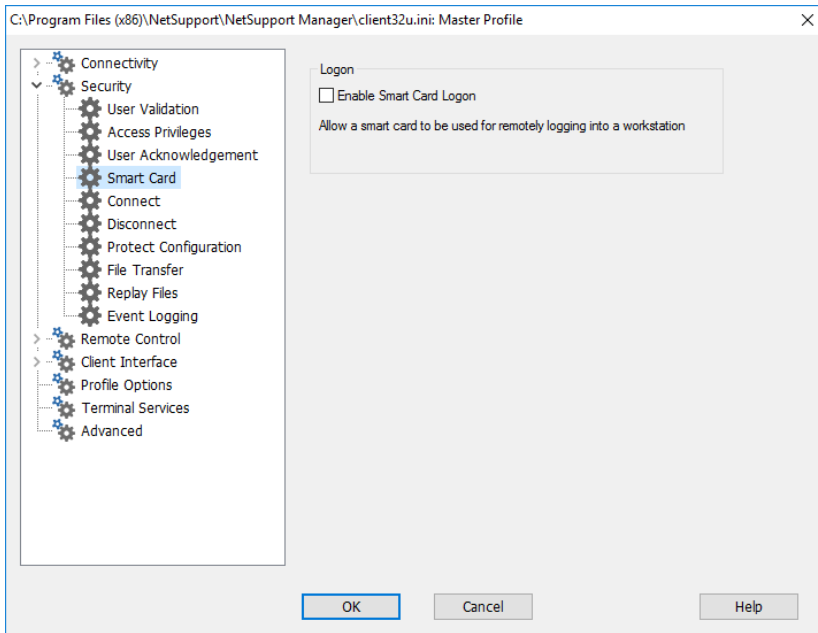 C:\Program Files (x86)\NetSupport\NetSupport Manager\client32u.ini: Master Profile
Connectivity
Security
User Validation
Access Privileges
User Acknowledgement
Smart Card
Connect
Disconnect
Protect Configuration
File Transfer
Replay Files
Event Logging
Remote Control
Client Interface
Profile Options
Terminal Services
Advanced
Logon
Enable Smart Card Logon
Allow a smart card to be used for remotely logging into a workstation
OK
Cancel
Help